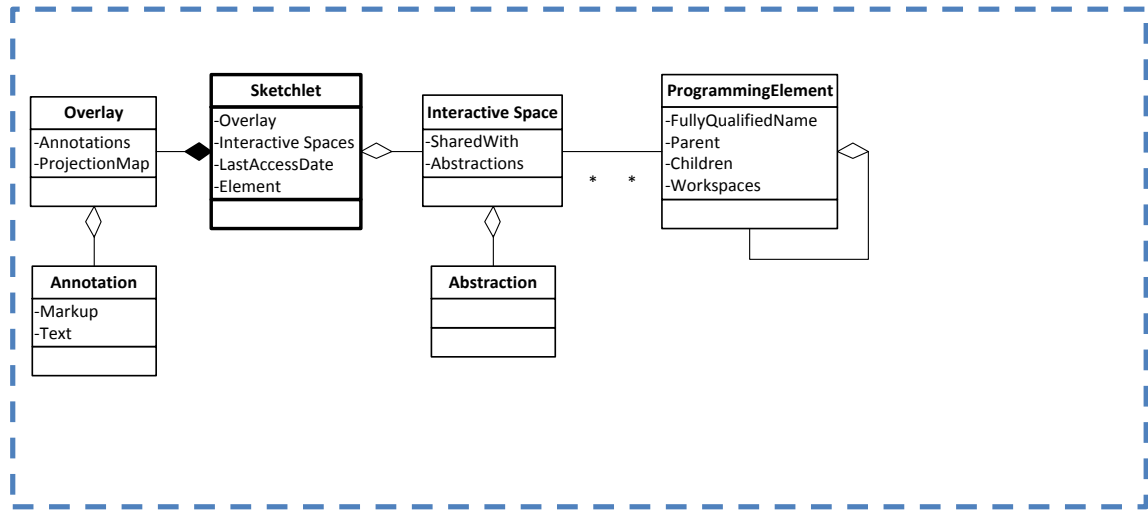 Overlay
-Annotations
-ProjectionMap
Sketchlet
-Overlay
-Interactive Spaces
-LastAccessDate
-Element
Interactive Space
-SharedWith
-Abstractions
* *
ProgrammingElement
-FullyQualifiedName
-Parent
-Children
-Workspaces
Annotation
-Markup
-Text
Abstraction